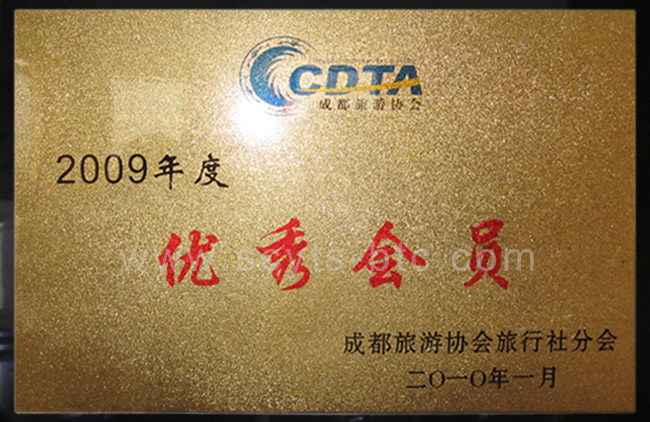 CDTA
成都旅游协会
2009年度
优秀会员
成都旅游协会旅行社分会
二〇一〇年一月